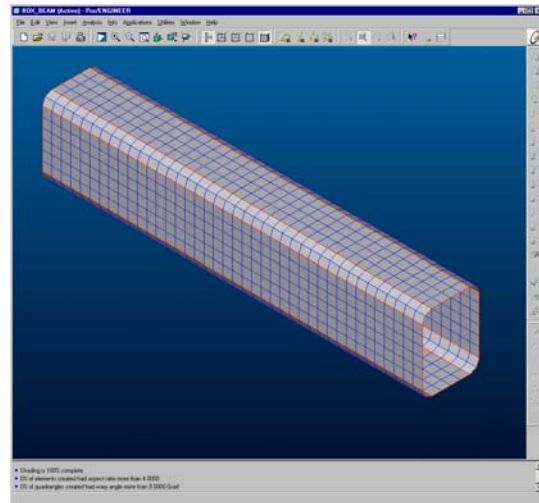 BOX_BEAM (Active) - Pro/ENGINEER
File Edit View Insert Analysis Info Applications Utilities Window Help
• Shading is 100% complete.
• 0% of elements created had aspect ratio more than 4.0000
• 0% of quadrangles created had warp angle more than 8.0000 Grad